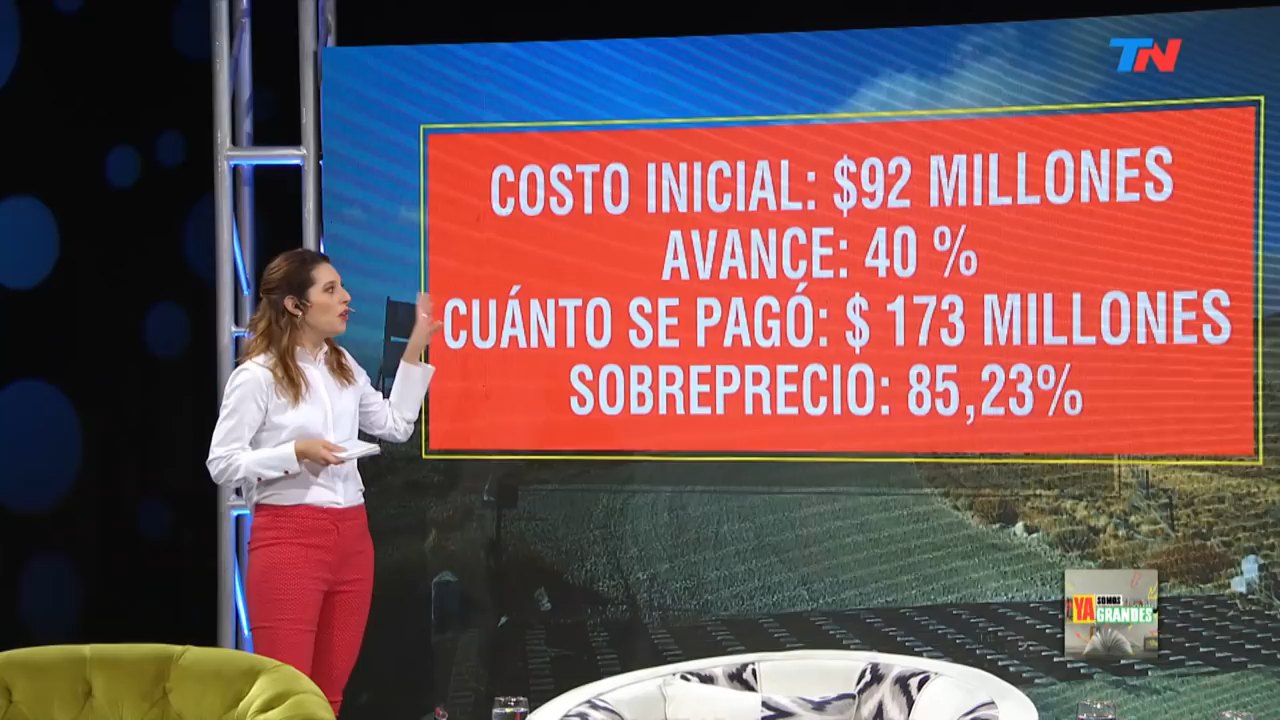 TN
COSTO INICIAL: $92 MILLONES
AVANCE: 40 %
CUÁNTO SE PAGÓ: $ 173 MILLONES
SOBREPRECIO: 85,23%
YA SOMOS
GRANDES